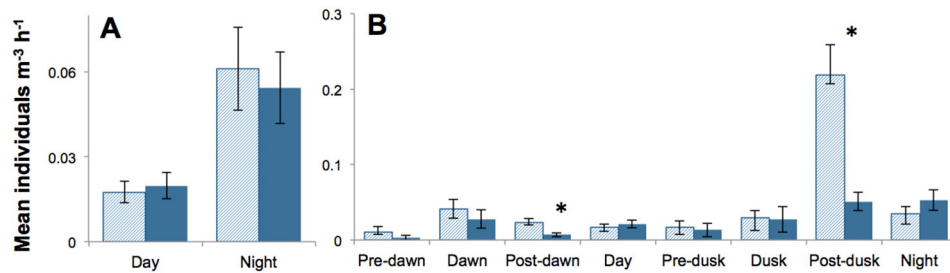 A
B
Mean individuals m-3 h-1
0.06
0.03
0
Day Night
0.3
0.2
0.1
0
*
*
Pre-dawn Dawn Post-dawn Day Pre-dusk Dusk Post-dusk Night